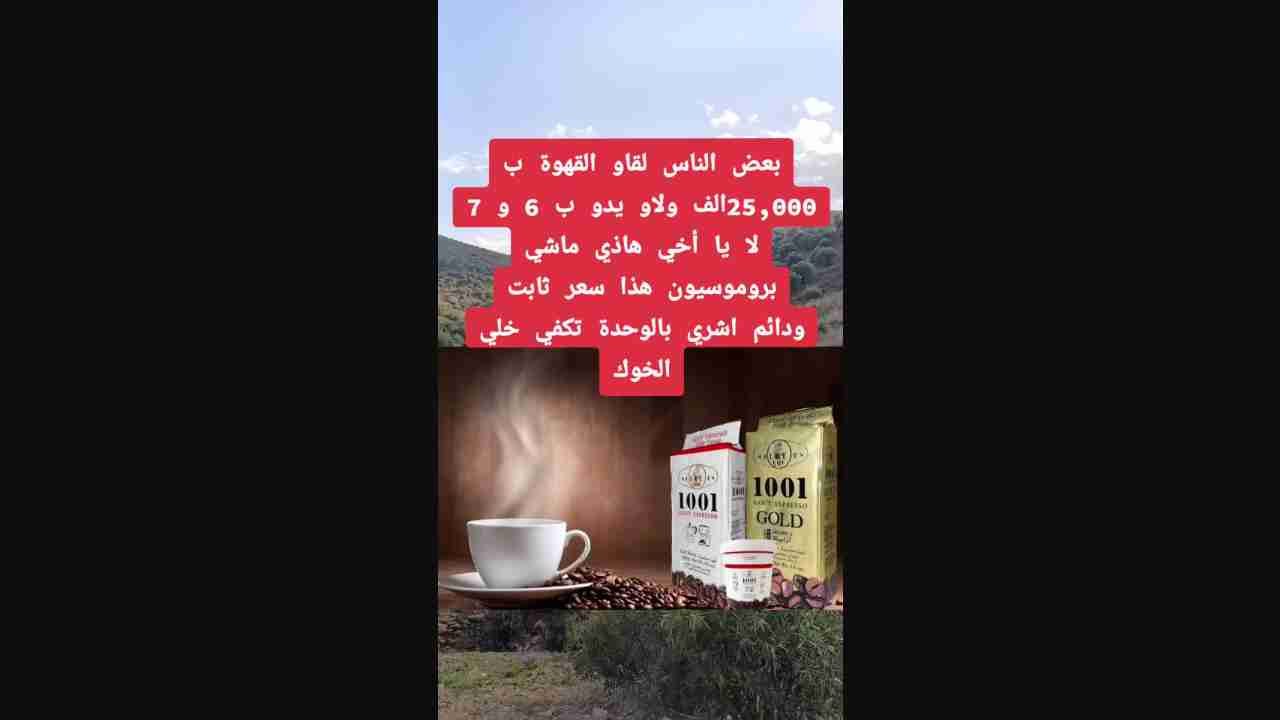 بعض الناس لقاو القهوة ب
25,000الف ولاو يدو ب 6 و 7
لا يا أخي هاذي ماشي
بروموسيون هذا سعر ثابت
ودائم اشري بالوحدة تكفي خلي
الخوك
1001
1001
GOLD
1001